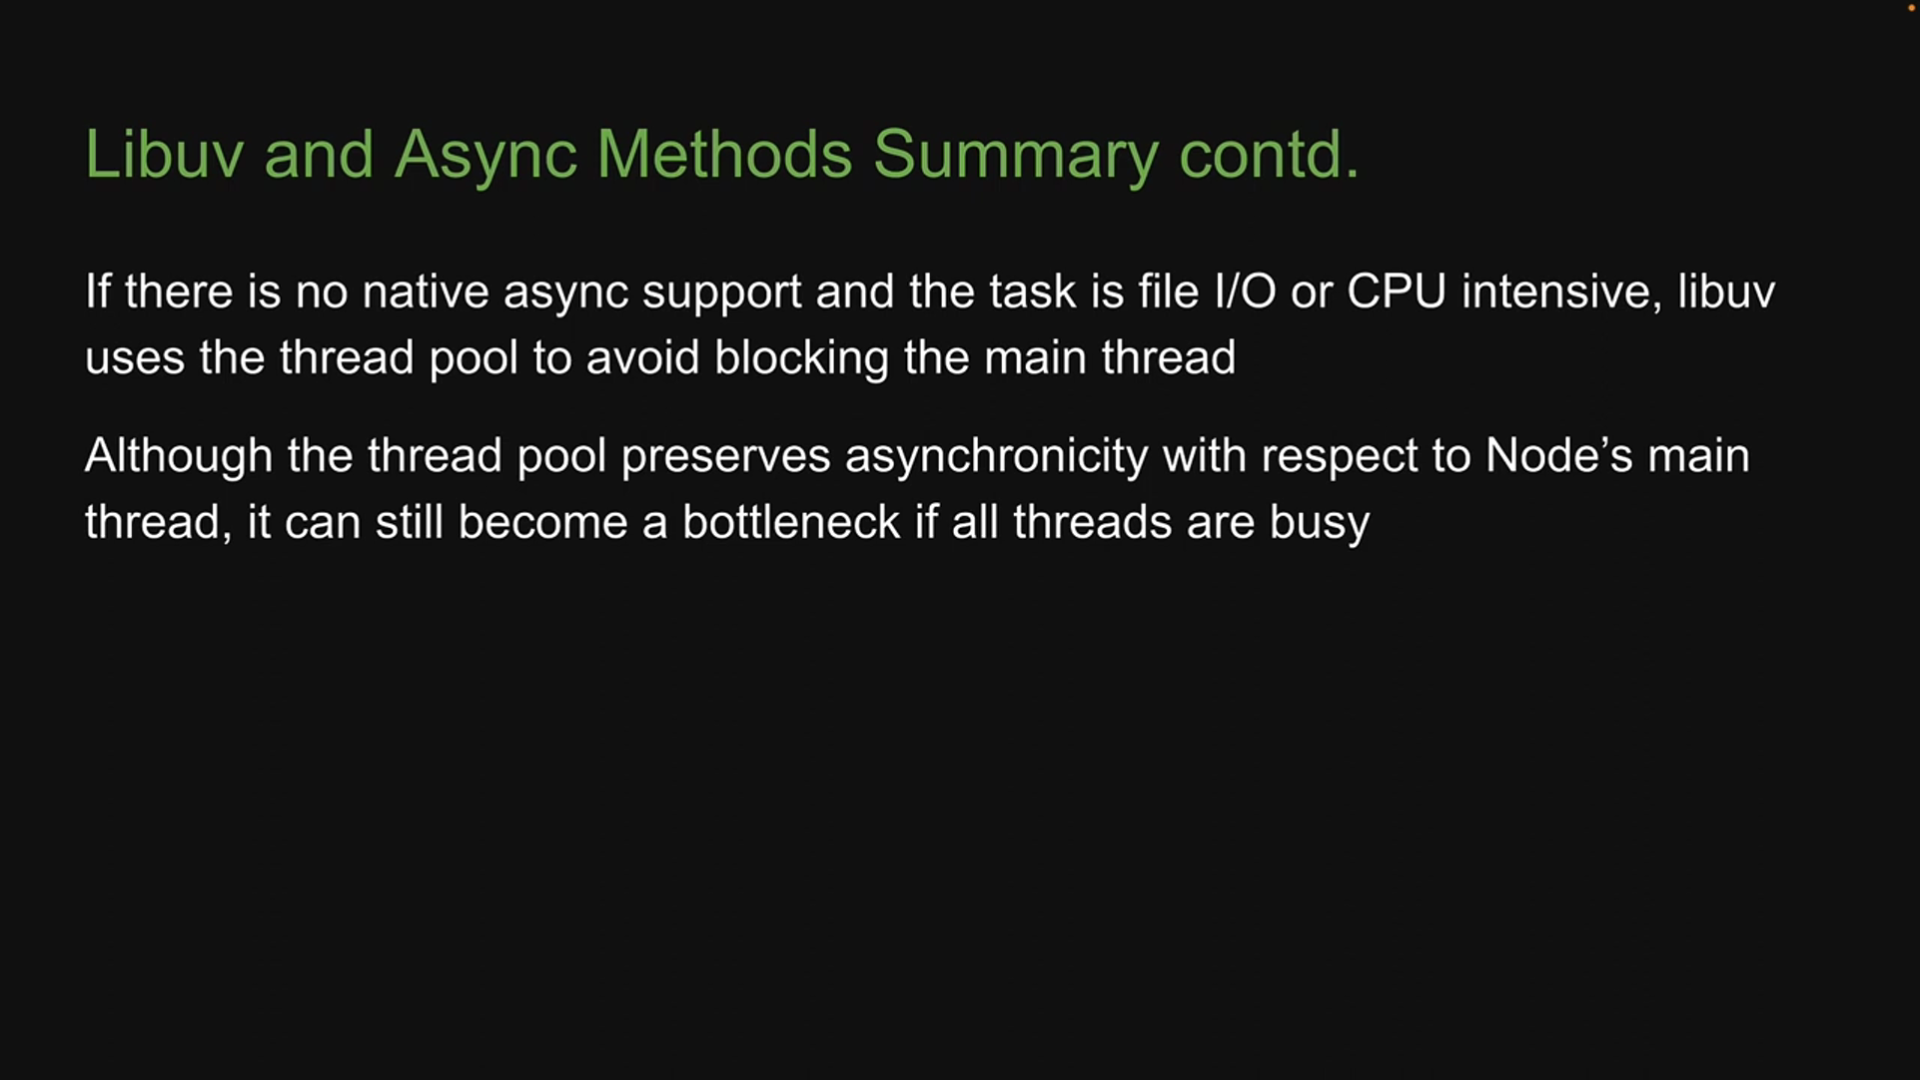 Libuv and Async Methods Summary contd.
If there is no native async support and the task is file I/O or CPU intensive, libuv
uses the thread pool to avoid blocking the main thread
Although the thread pool preserves asynchronicity with respect to Node’s main
thread, it can still become a bottleneck if all threads are busy